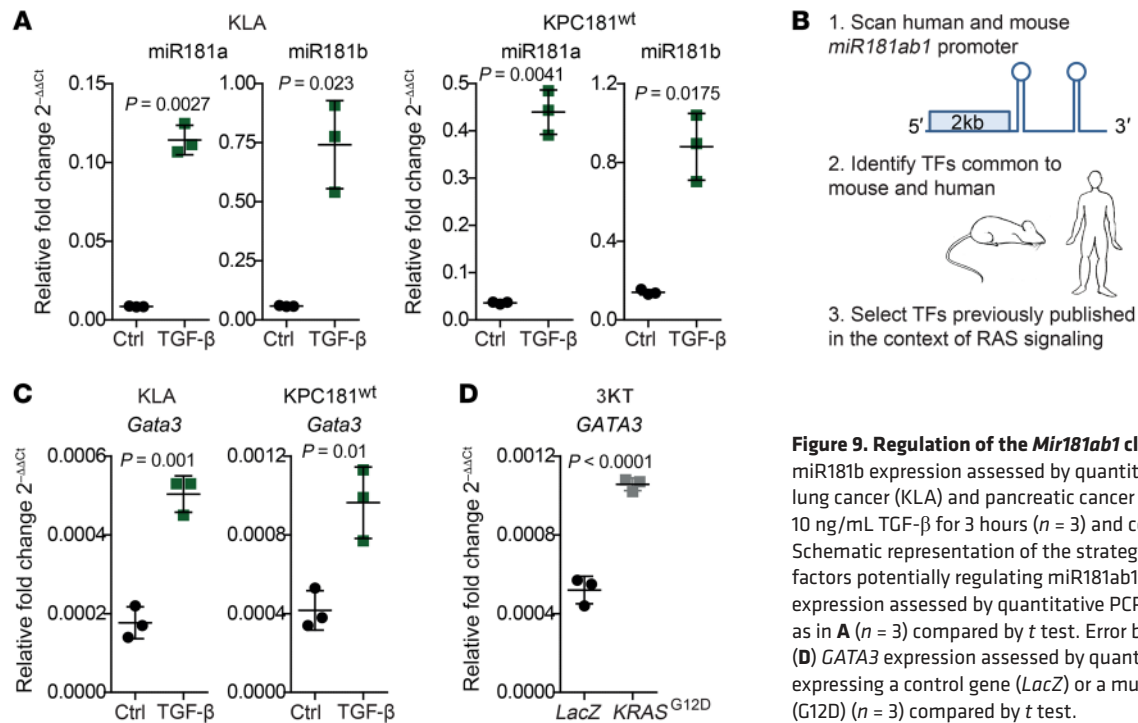 A
KLA
KPC181wt
miR181a
miR181b
miR181a
miR181b
Relative fold change 2−ΔΔCt
0.15
0.10
0.05
0.00
P = 0.0027
Ctrl TGF-β
1.00
0.75
0.50
0.25
0.00
P = 0.023
Ctrl TGF-β
Relative fold change 2−ΔΔCt
0.5
0.4
0.3
0.2
0.1
0.0
P = 0.0041
Ctrl TGF-β
1.2
0.8
0.4
0.0
P = 0.0175
Ctrl TGF-β
B
1. Scan human and mouse
miR181ab1 promoter
5′ 2kb 3′
2. Identify TFs common to
mouse and human
3. Select TFs previously published
in the context of RAS signaling
C
KLA
Gata3
Relative fold change 2−ΔΔCt
0.0006
0.0004
0.0002
0.0000
P = 0.001
Ctrl TGF-β
KPC181wt
Gata3
0.0012
0.0008
0.0004
0.0000
P = 0.01
Ctrl TGF-β
D
3KT
GATA3
Relative fold change 2−ΔΔCt
0.0012
0.0008
0.0004
0.0000
P < 0.0001
LacZ KRASG12D
Figure 9. Regulation of the Mir181ab1 cl
miR181b expression assessed by quantit
lung cancer (KLA) and pancreatic cancer
10 ng/mL TGF-β for 3 hours (n = 3) and c
Schematic representation of the strateg
factors potentially regulating miR181ab1
expression assessed by quantitative PCR
as in A (n = 3) compared by t test. Error b
(D) GATA3 expression assessed by quant
expressing a control gene (LacZ) or a mu
(G12D) (n = 3) compared by t test.